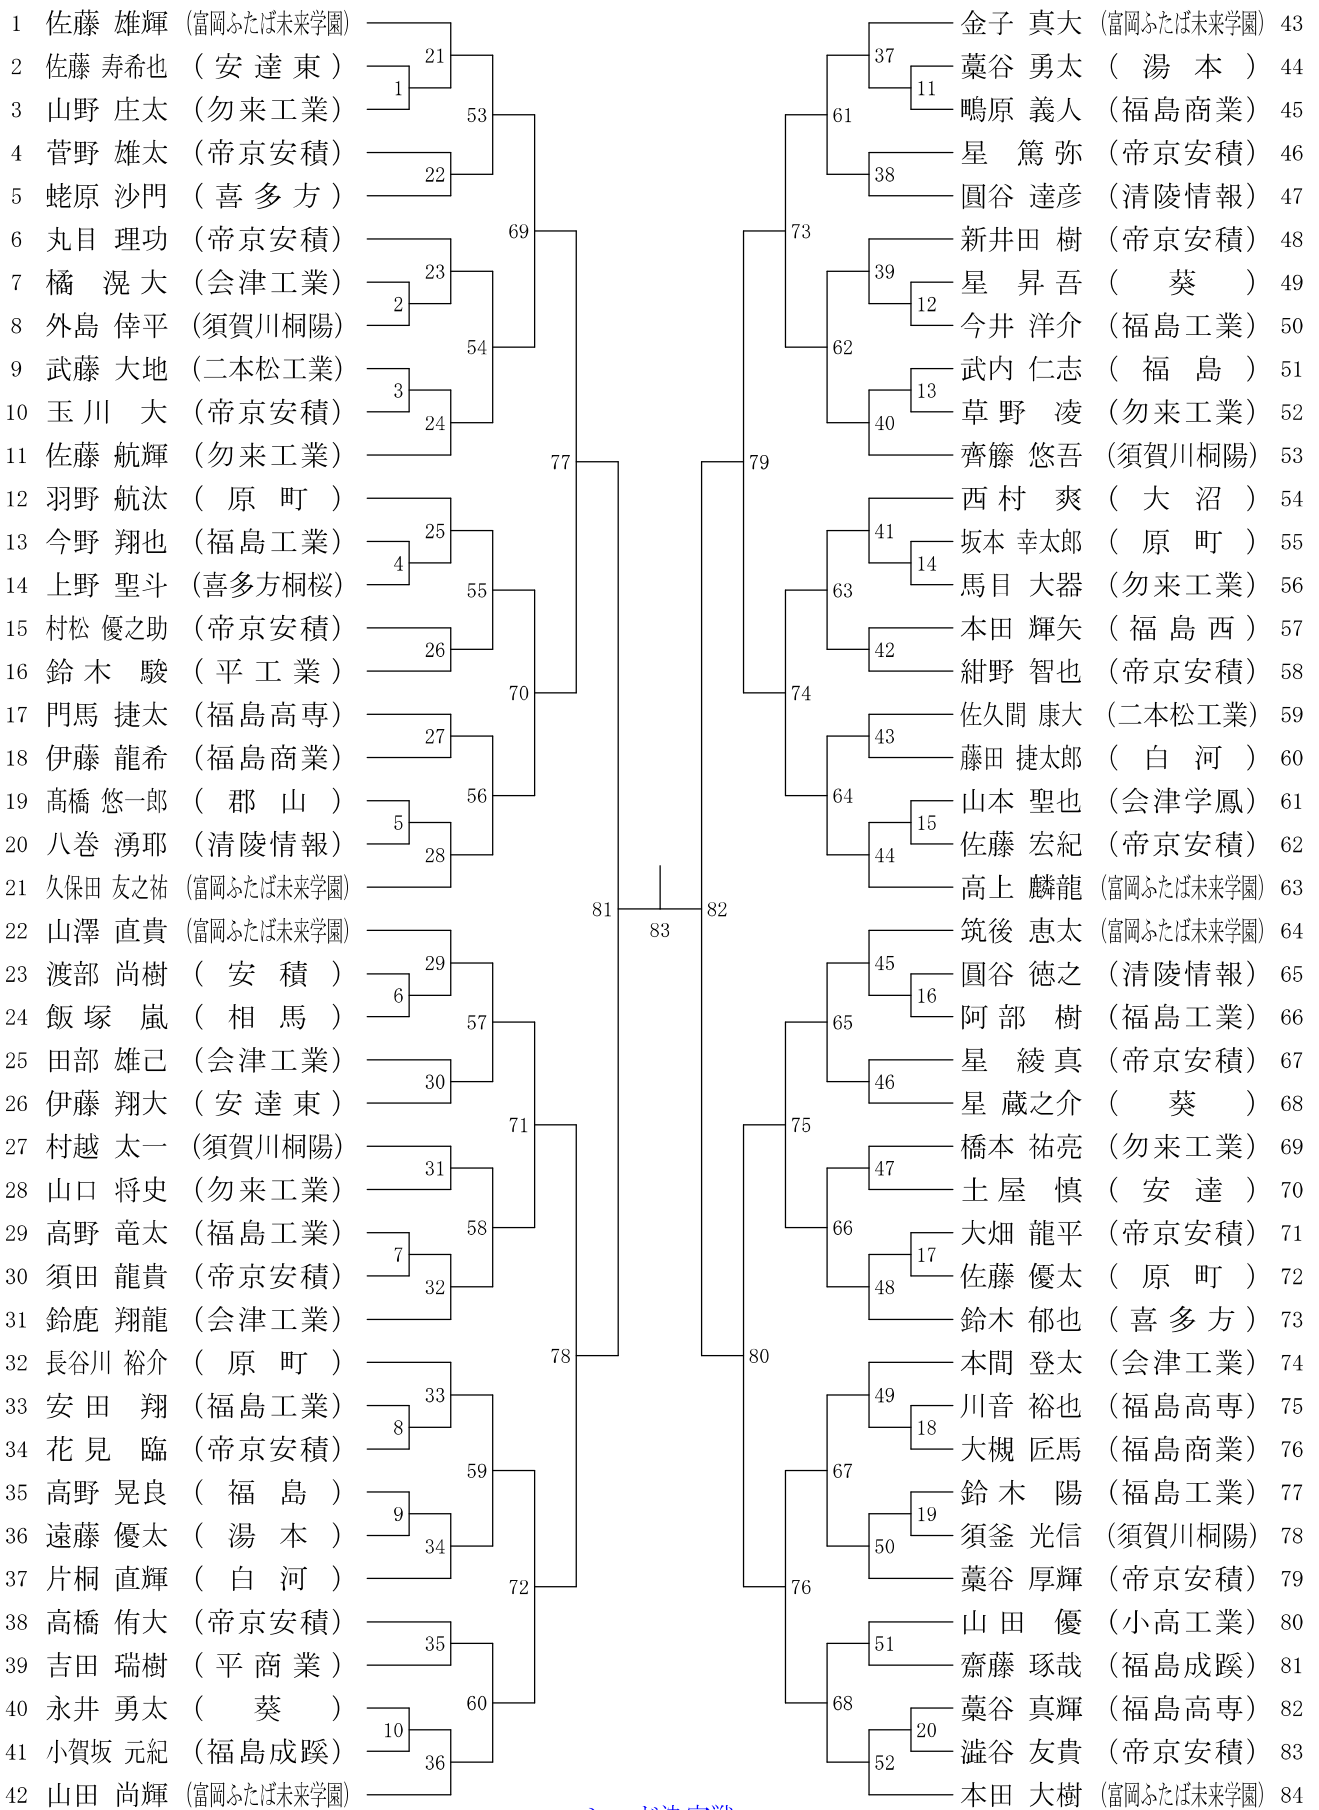 1 佐藤 雄輝 (富岡ふたば未来学園)
2 佐藤 寿希也 (安達東)
3 山野 庄太 (勿来工業)
4 菅野 雄太 (帝京安積)
5 蛯原 沙門 (喜多方)
6 丸目 理功 (帝京安積)
7 橘 滉大 (会津工業)
8 外島 倖平 (須賀川桐陽)
9 武藤 大地 (二本松工業)
10 玉川 大 (帝京安積)
11 佐藤 航輝 (勿来工業)
12 羽野 航汰 (原町)
13 今野 翔也 (福島工業)
14 上野 聖斗 (喜多方桐桜)
15 村松 優之助 (帝京安積)
16 鈴木 駿 (平工業)
17 門馬 捷太 (福島高専)
18 伊藤 龍希 (福島商業)
19 髙橋 悠一郎 (郡山)
20 八巻 湧耶 (清陵情報)
21 久保田 友之祐 (富岡ふたば未来学園)
22 山澤 直貴 (富岡ふたば未来学園)
23 渡部 尚樹 (安積)
24 飯塚 嵐 (相馬)
25 田部 雄己 (会津工業)
26 伊藤 翔大 (安達東)
27 村越 太一 (須賀川桐陽)
28 山口 将史 (勿来工業)
29 高野 竜太 (福島工業)
30 須田 龍貴 (帝京安積)
31 鈴鹿 翔龍 (会津工業)
32 長谷川 裕介 (原町)
33 安田 翔 (福島工業)
34 花見 臨 (帝京安積)
35 高野 晃良 (福島)
36 遠藤 優太 (湯本)
37 片桐 直輝 (白河)
38 高橋 侑大 (帝京安積)
39 吉田 瑞樹 (平商業)
40 永井 勇太 (葵)
41 小賀坂 元紀 (福島成蹊)
42 山田 尚輝 (富岡ふたば未来学園)
1
2
3
4
5
6
7
8
9
10
21
22
23
24
25
26
27
28
29
30
31
32
33
34
35
36
53
54
55
56
57
58
59
60
69
70
71
72
77
78
81
83
82
79
80
73
74
75
76
61
62
63
64
65
66
67
68
37
38
39
40
41
42
43
44
45
46
47
48
49
50
51
52
11
12
13
14
15
16
17
18
19
20
金子 真大 (富岡ふたば未来学園) 43
藁谷 勇太 (湯本) 44
鴫原 義人 (福島商業) 45
星 篤弥 (帝京安積) 46
圓谷 達彦 (清陵情報) 47
新井田 樹 (帝京安積) 48
星 昇吾 (葵) 49
今井 洋介 (福島工業) 50
武内 仁志 (福島) 51
草野 凌 (勿来工業) 52
齊籐 悠吾 (須賀川桐陽) 53
西村 爽 (大沼) 54
坂本 幸太郎 (原町) 55
馬目 大器 (勿来工業) 56
本田 輝矢 (福島西) 57
紺野 智也 (帝京安積) 58
佐久間 康大 (二本松工業) 59
藤田 捷太郎 (白河) 60
山本 聖也 (会津学鳳) 61
佐藤 宏紀 (帝京安積) 62
高上 麟龍 (富岡ふたば未来学園) 63
筑後 恵太 (富岡ふたば未来学園) 64
圓谷 徳之 (清陵情報) 65
阿部 樹 (福島工業) 66
星 綾真 (帝京安積) 67
星 蔵之介 (葵) 68
橋本 祐亮 (勿来工業) 69
土屋 慎 (安達) 70
大畑 龍平 (帝京安積) 71
佐藤 優太 (原町) 72
鈴木 郁也 (喜多方) 73
本間 登太 (会津工業) 74
川音 裕也 (福島高専) 75
大槻 匠馬 (福島商業) 76
鈴木 陽 (福島工業) 77
須釜 光信 (須賀川桐陽) 78
藁谷 厚輝 (帝京安積) 79
山田 優 (小高工業) 80
齋藤 琢哉 (福島成蹊) 81
藁谷 真輝 (福島高専) 82
澁谷 友貴 (帝京安積) 83
本田 大樹 (富岡ふたば未来学園) 84